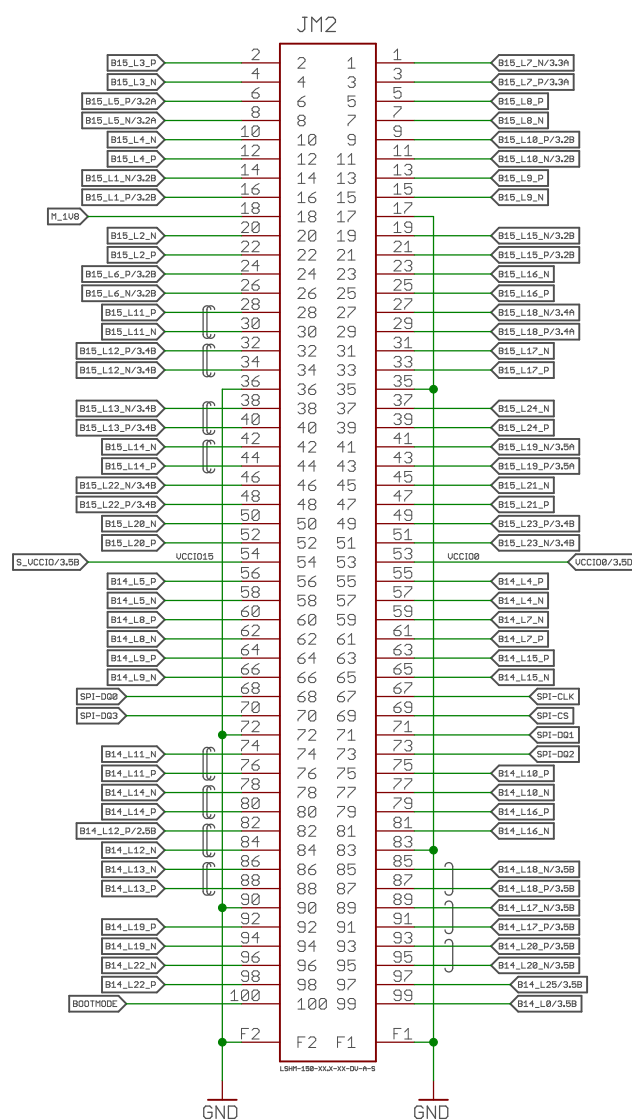 JM2
B15_L3_P 2 2 1 1 B15_L7_N/3.3A
B15_L3_N 4 4 3 3 B15_L7_P/3.3A
B15_L5_P/3.2A 6 6 5 5 B15_L8_P
B15_L5_N/3.2A 8 8 7 7 B15_L8_N
B15_L4_N 10 10 9 9 B15_L10_P/3.2B
B15_L4_P 12 12 11 11 B15_L10_N/3.2B
B15_L1_N/3.2B 14 14 13 13 B15_L9_P
B15_L1_P/3.2B 16 16 15 15 B15_L9_N
M_1V8 18 18 17 17
B15_L2_N 20 20 19 19 B15_L15_N/3.2B
B15_L2_P 22 22 21 21 B15_L15_P/3.2B
B15_L6_P/3.2B 24 24 23 23 B15_L16_N
B15_L6_N/3.2B 26 26 25 25 B15_L16_P
B15_L11_P 28 28 27 27 B15_L18_N/3.4A
B15_L11_N 30 30 29 29 B15_L18_P/3.4A
B15_L12_P/3.4B 32 32 31 31 B15_L17_N
B15_L12_N/3.4B 34 34 33 33 B15_L17_P
36 36 35 35
B15_L13_N/3.4B 38 38 37 37 B15_L24_N
B15_L13_P/3.4B 40 40 39 39 B15_L24_P
B15_L14_N 42 42 41 41 B15_L19_N/3.5A
B15_L14_P 44 44 43 43 B15_L19_P/3.5A
B15_L22_N/3.4B 46 46 45 45 B15_L21_N
B15_L22_P/3.4B 48 48 47 47 B15_L21_P
B15_L20_N 50 50 49 49 B15_L23_P/3.4B
B15_L20_P 52 52 51 51 B15_L23_N/3.4B
S_VCCIO/3.5B VCCIO15 54 54 53 53 VCCIO0 VCCIO0/3.5D
B14_L5_P 56 56 55 55 B14_L4_P
B14_L5_N 58 58 57 57 B14_L4_N
B14_L8_P 60 60 59 59 B14_L7_N
B14_L8_N 62 62 61 61 B14_L7_P
B14_L9_P 64 64 63 63 B14_L15_P
B14_L9_N 66 66 65 65 B14_L15_N
SPI-DQ0 68 68 67 67 SPI-CLK
SPI-DQ3 70 70 69 69 SPI-CS
72 72 71 71 SPI-DQ1
B14_L11_N 74 74 73 73 SPI-DQ2
B14_L11_P 76 76 75 75 B14_L10_P
B14_L14_N 78 78 77 77 B14_L10_N
B14_L14_P 80 80 79 79 B14_L16_P
B14_L12_P/2.5B 82 82 81 81 B14_L16_N
B14_L12_N 84 84 83 83
B14_L13_N 86 86 85 85 B14_L18_N/3.5B
B14_L13_P 88 88 87 87 B14_L18_P/3.5B
90 90 89 89 B14_L17_N/3.5B
B14_L19_P 92 92 91 91 B14_L17_P/3.5B
B14_L19_N 94 94 93 93 B14_L20_P/3.5B
B14_L22_N 96 96 95 95 B14_L20_N/3.5B
B14_L22_P 98 98 97 97 B14_L25/3.5B
BOOTMODE 100 100 99 99 B14_L0/3.5B
F2 F2 F1 F1
LSHM-150-XX.X-XX-DV-A-S
GND GND